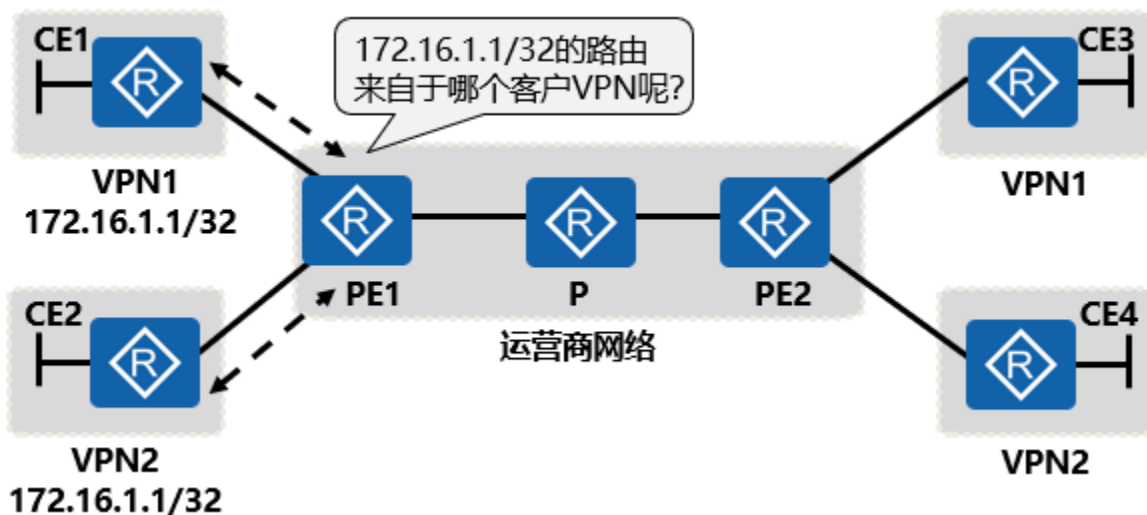 CE1
R
VPN1
172.16.1.1/32
172.16.1.1/32的路由
来自于哪个客户VPN呢?
CE3
R
VPN1
R
PE1
R
P
R
PE2
运营商网络
CE2
R
VPN2
172.16.1.1/32
CE4
R
VPN2